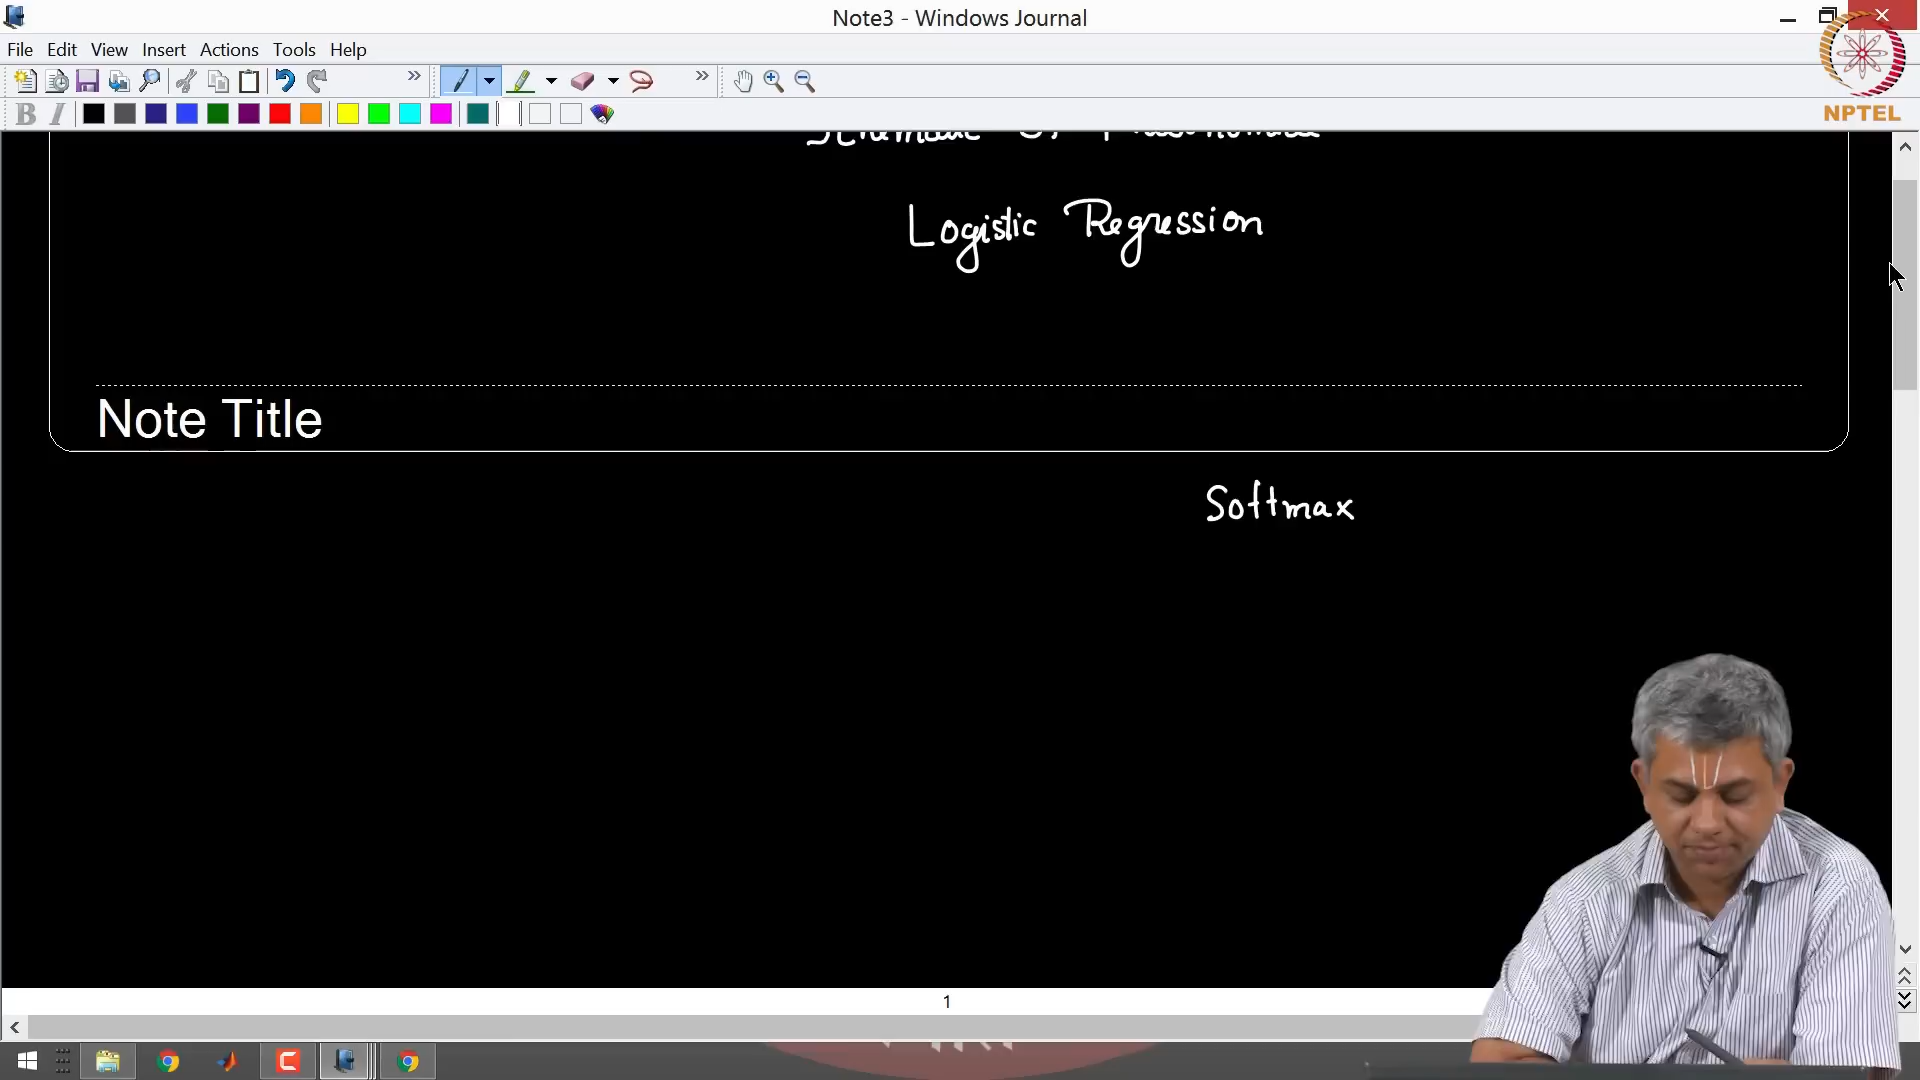 Note3 - Windows Journal
File Edit View Insert Actions Tools Help
B I
NPTEL
Logistic Regression
Note Title
Softmax
1